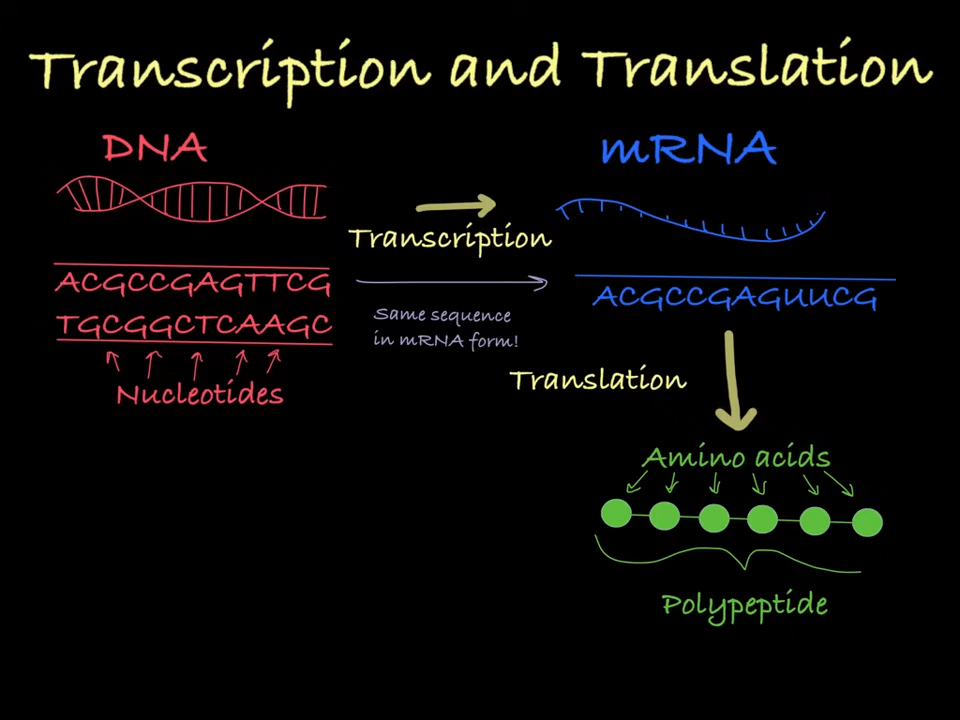 Transcription and Translation
DNA
mRNA
Transcription
ACGCCGAGTTCG
TGCGGCTCAAGC
Same sequence
in mRNA form!
ACGCCGAGUUCG
Nucleotides
Translation
Amino acids
Polypeptide